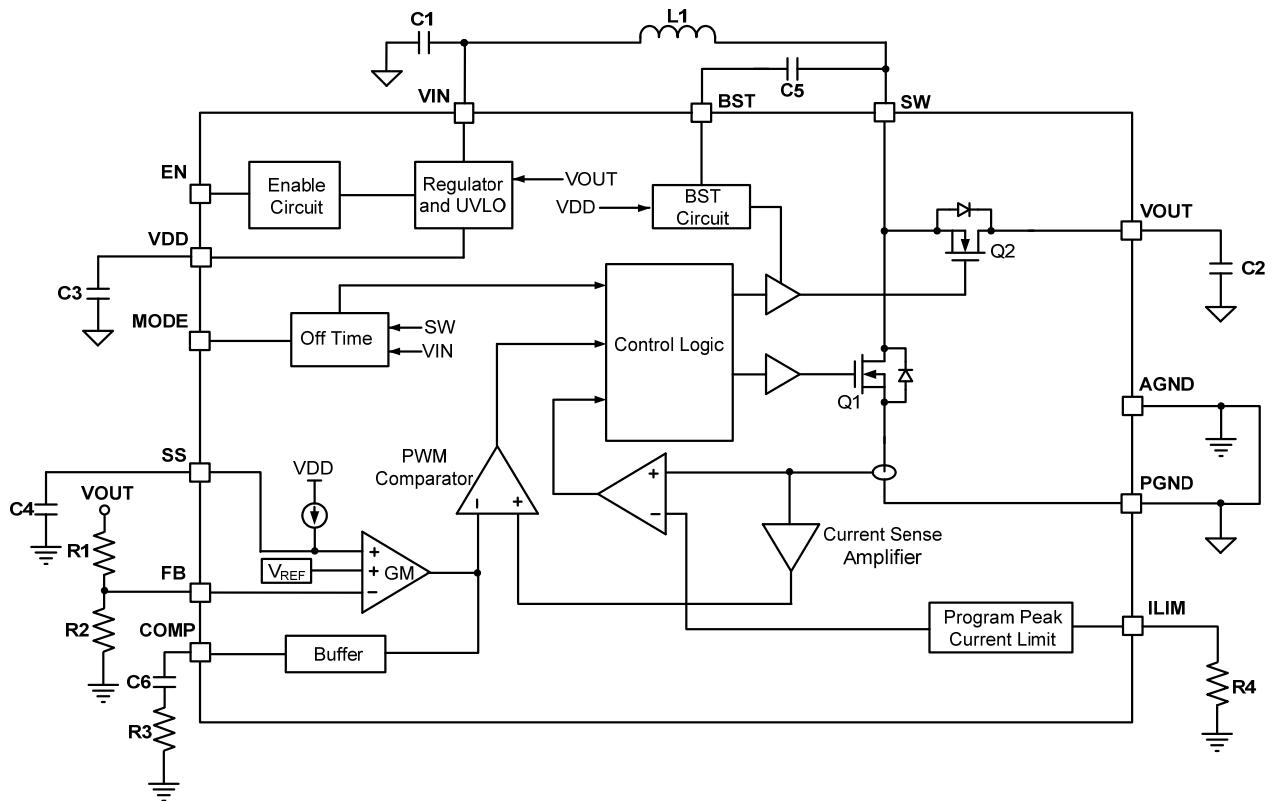 C1
L1
VIN
BST
C5
SW
EN
Enable
Circuit
Regulator
and UVLO
VOUT
VDD
BST
Circuit
VOUT
VDD
Q2
C2
C3
MODE
Off Time
SW
VIN
Control Logic
Q1
AGND
SS
VDD
PWM
Comparator
+
−
PGND
C4
VOUT
R1
− +
Current Sense
Amplifier
FB
VREF
+
+
−
GM
ILIM
R2
COMP
Buffer
Program Peak
Current Limit
C6
R3
R4